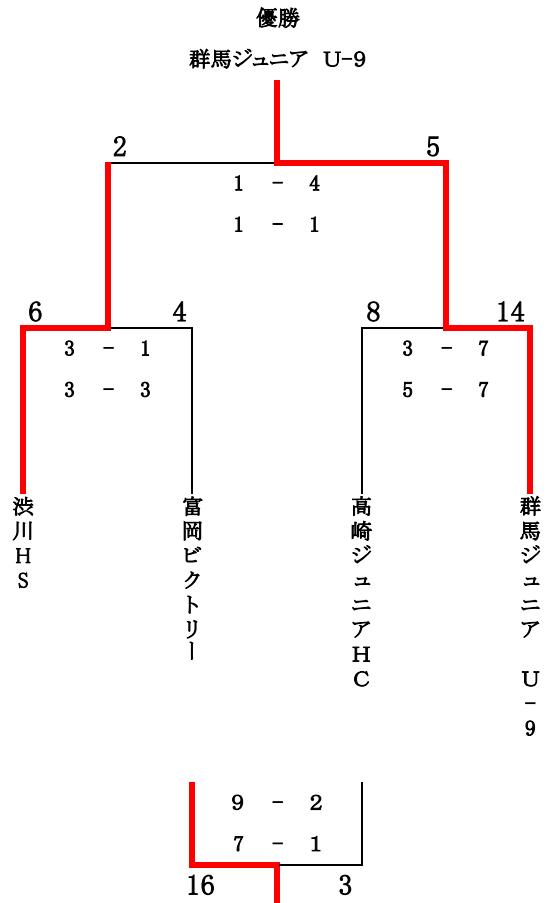 優勝
群馬ジュニア　U-9
2 5
1 - 4
1 - 1
6 4 8 14
3 - 1 3 - 7
3 - 3 5 - 7
渋川HS
富岡ビクトリー
高崎ジュニアHC
群馬ジュニア　U-9
9 - 2
7 - 1
16 3